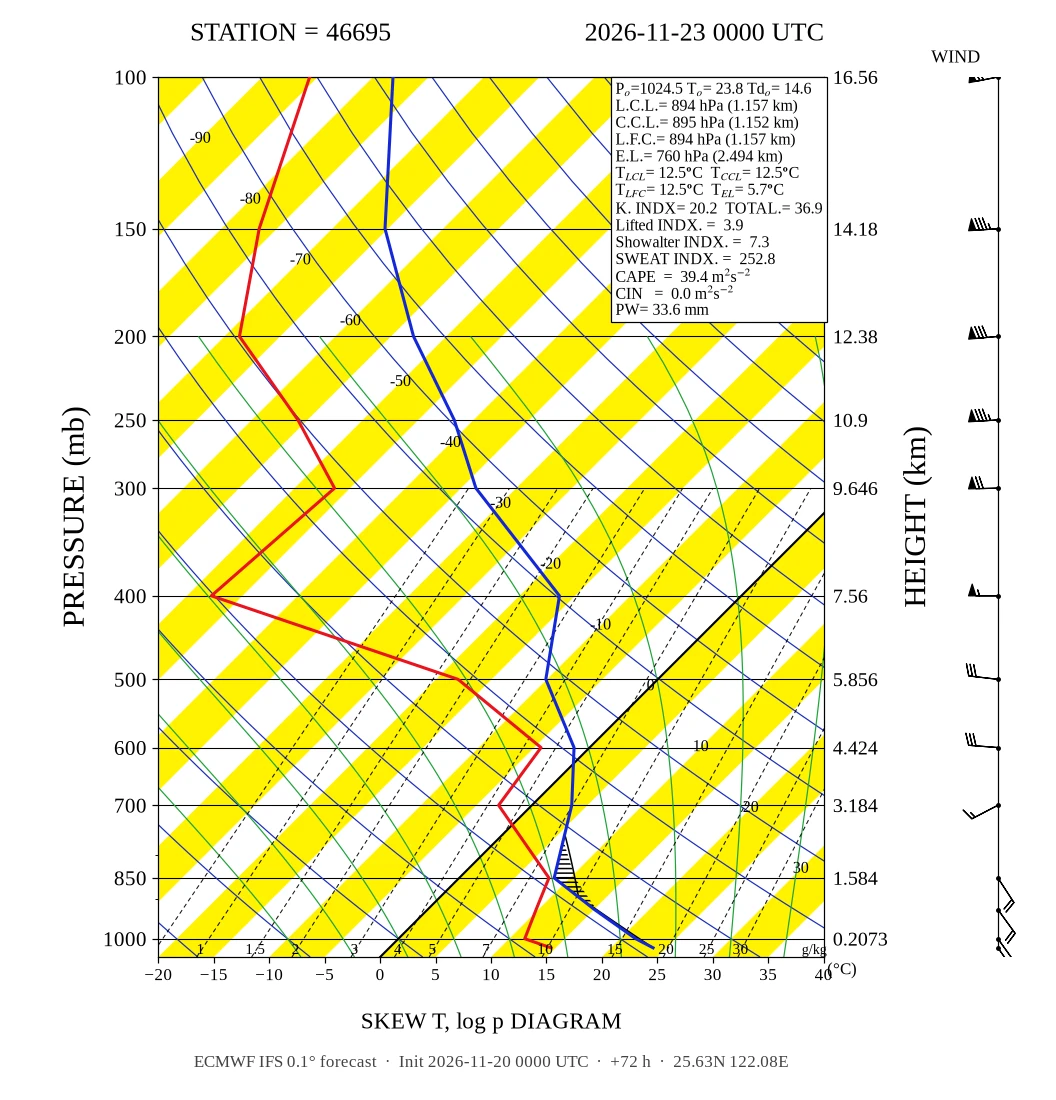 STATION = 46695
2026-11-23 0000 UTC
WIND
P₀=1024.5 T₀= 23.8 Td₀= 14.6
L.C.L.= 894 hPa (1.157 km)
C.C.L.= 895 hPa (1.152 km)
L.F.C.= 894 hPa (1.157 km)
E.L.= 760 hPa (2.494 km)
T_LCL= 12.5°C T_CCL= 12.5°C
T_LFC= 12.5°C T_EL= 5.7°C
K. INDX= 20.2 TOTAL.= 36.9
Lifted INDX. = 3.9
Showalter INDX. = 7.3
SWEAT INDX. = 252.8
CAPE = 39.4 m²s⁻²
CIN = 0.0 m²s⁻²
PW= 33.6 mm
PRESSURE (mb)
100
150
200
250
300
400
500
600
700
850
1000
-90
-80
-70
-60
-50
-40
-30
-20
-10
0
10
20
30
16.56
14.18
12.38
10.9
9.646
7.56
5.856
4.424
3.184
1.584
0.2073
HEIGHT (km)
1 1.5 2 3 4 5 7 10 15 20 25 30 g/kg
−20 −15 −10 −5 0 5 10 15 20 25 30 35 40 (°C)
SKEW T, log p DIAGRAM
ECMWF IFS 0.1° forecast · Init 2026-11-20 0000 UTC · +72 h · 25.63N 122.08E